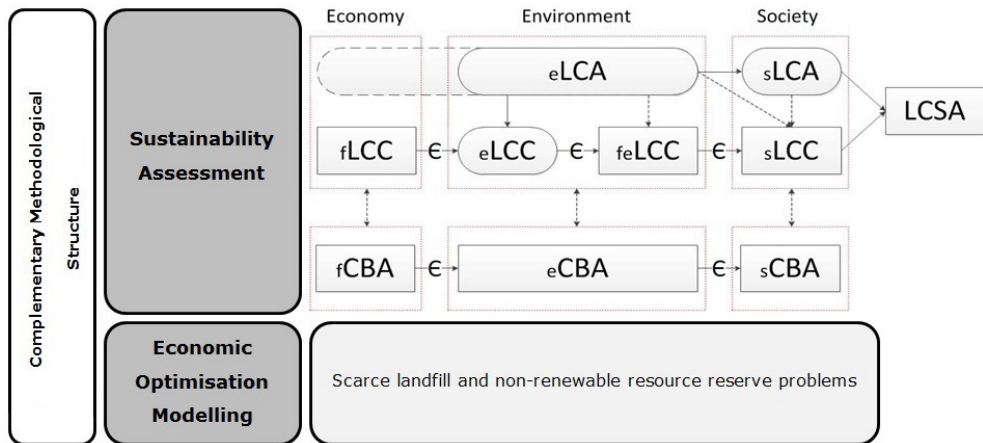 Complementary Methodological
Structure
Sustainability
Assessment
Economy
Environment
Society
eLCA
sLCA
LCSA
fLCC
Є
eLCC
Є
feLCC
Є
sLCC
fCBA
Є
eCBA
Є
sCBA
Economic
Optimisation
Modelling
Scarce landfill and non-renewable resource reserve problems